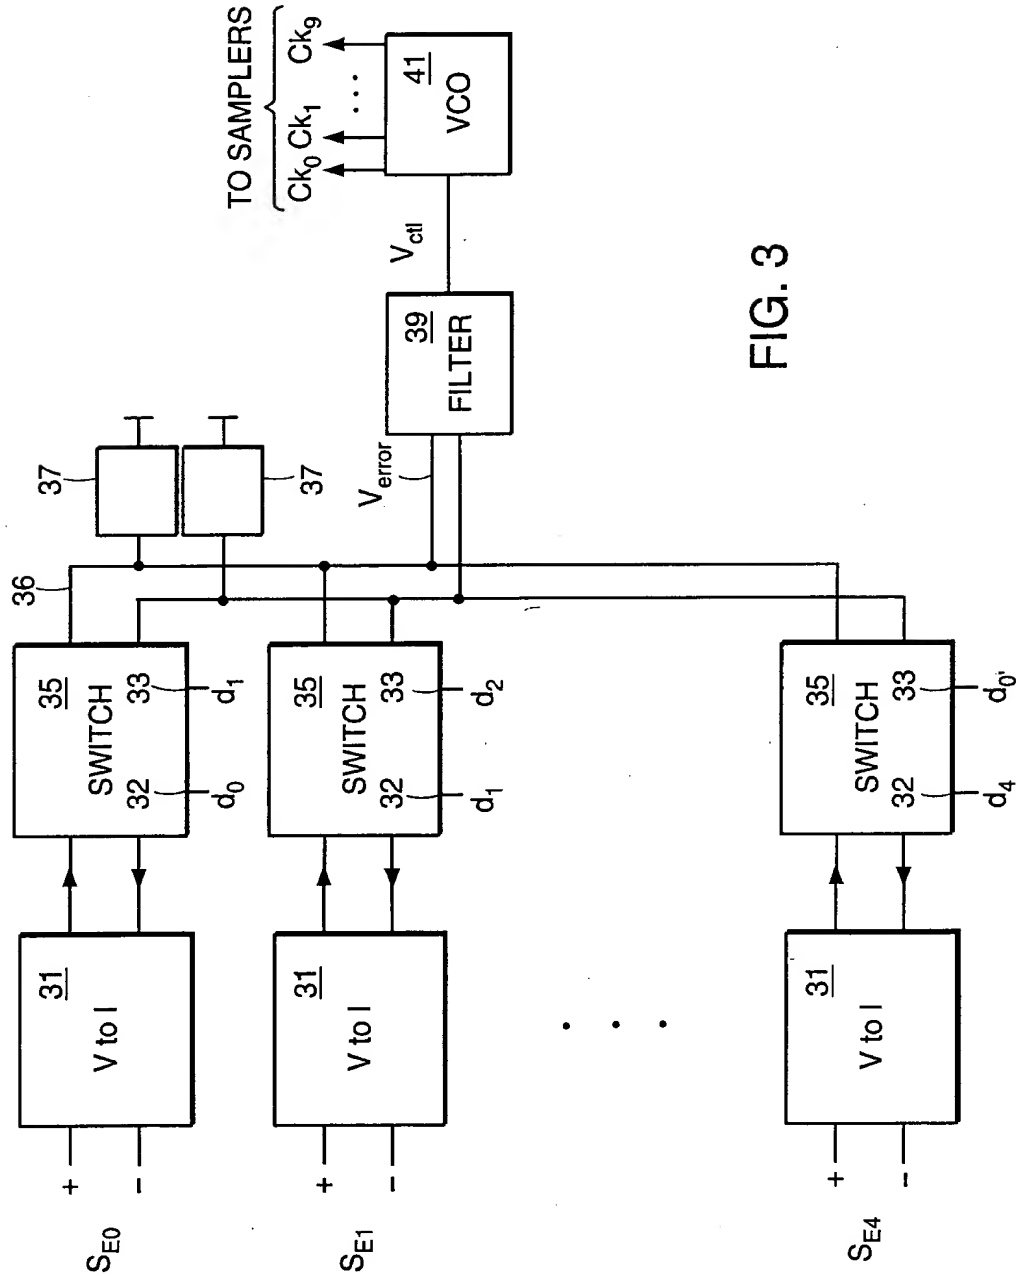 TO SAMPLERS
Ck0 Ck1 ... Ck9
41
VCO
Vctl
39
FILTER
Verror
37
37
36
35
SWITCH
32 33
d0 d1
31
V to I
+
−
SE0
35
SWITCH
32 33
d1 d2
31
V to I
+
−
SE1
. . .
35
SWITCH
32 33
d4 d0'
31
V to I
+
−
SE4
FIG. 3